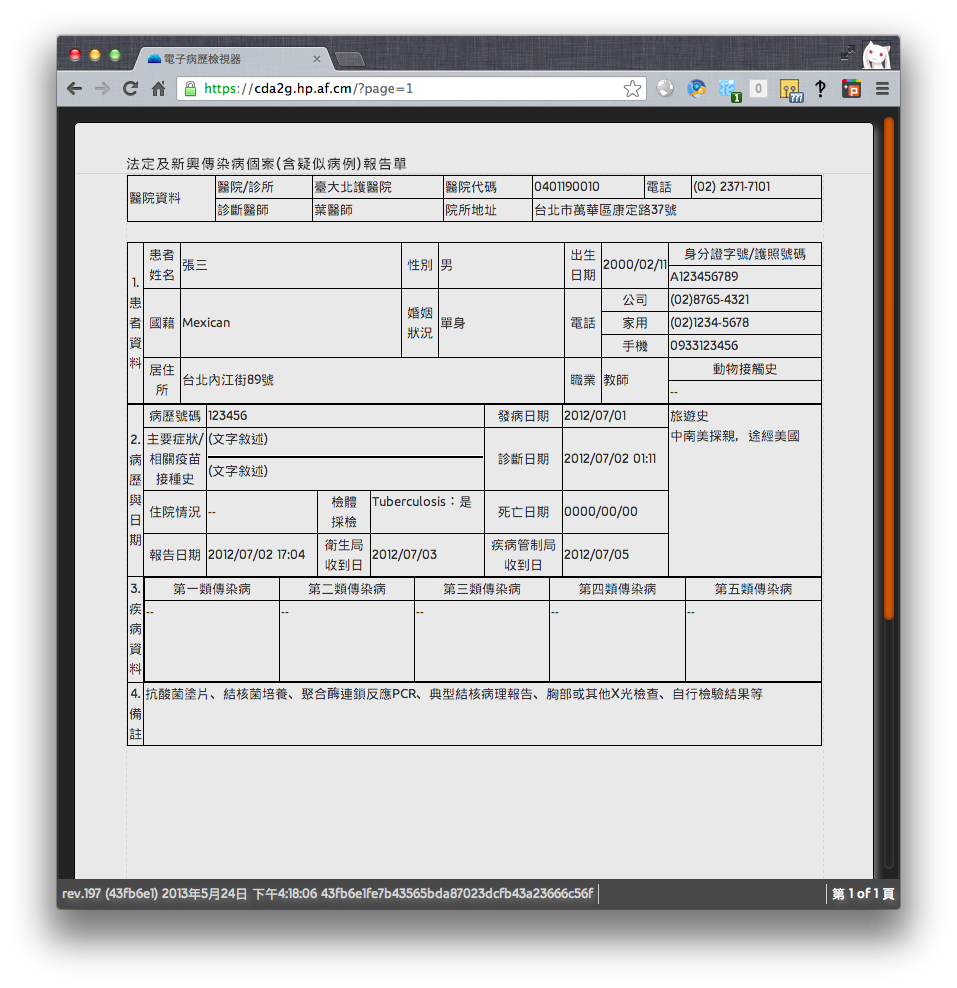 電子病歷檢視器
https://cda2g.hp.af.cm/?page=1
法定及新興傳染病個案(含疑似病例)報告單
醫院資料 醫院/診所 臺大北護醫院 醫院代碼 0401190010 電話 (02) 2371-7101
診斷醫師 葉醫師 院所地址 台北市萬華區康定路37號
1. 患者資料
患者姓名 張三 性別 男 出生日期 2000/02/11 身分證字號/護照號碼
A123456789
國籍 Mexican 婚姻狀況 單身 電話 公司 (02)8765-4321
家用 (02)1234-5678
手機 0933123456
居住所 台北內江街89號 職業 教師 動物接觸史
--
2. 病歷與日期
病歷號碼 123456 發病日期 2012/07/01 旅遊史
中南美探親，途經美國
主要症狀/相關疫苗接種史 (文字敘述) 診斷日期 2012/07/02 01:11
(文字敘述)
住院情況 -- 檢體採檢 Tuberculosis：是 死亡日期 0000/00/00
報告日期 2012/07/02 17:04 衛生局收到日 2012/07/03 疾病管制局收到日 2012/07/05
3. 疾病資料
第一類傳染病 第二類傳染病 第三類傳染病 第四類傳染病 第五類傳染病
-- -- -- -- --
4. 備註
抗酸菌塗片、結核菌培養、聚合酶連鎖反應PCR、典型結核病理報告、胸部或其他X光檢查、自行檢驗結果等
rev.197 (43fb6e1) 2013年5月24日 下午4:18:06 43fb6e1fe7b43565bda87023dcfb43a23666c56f
第 1 of 1 頁